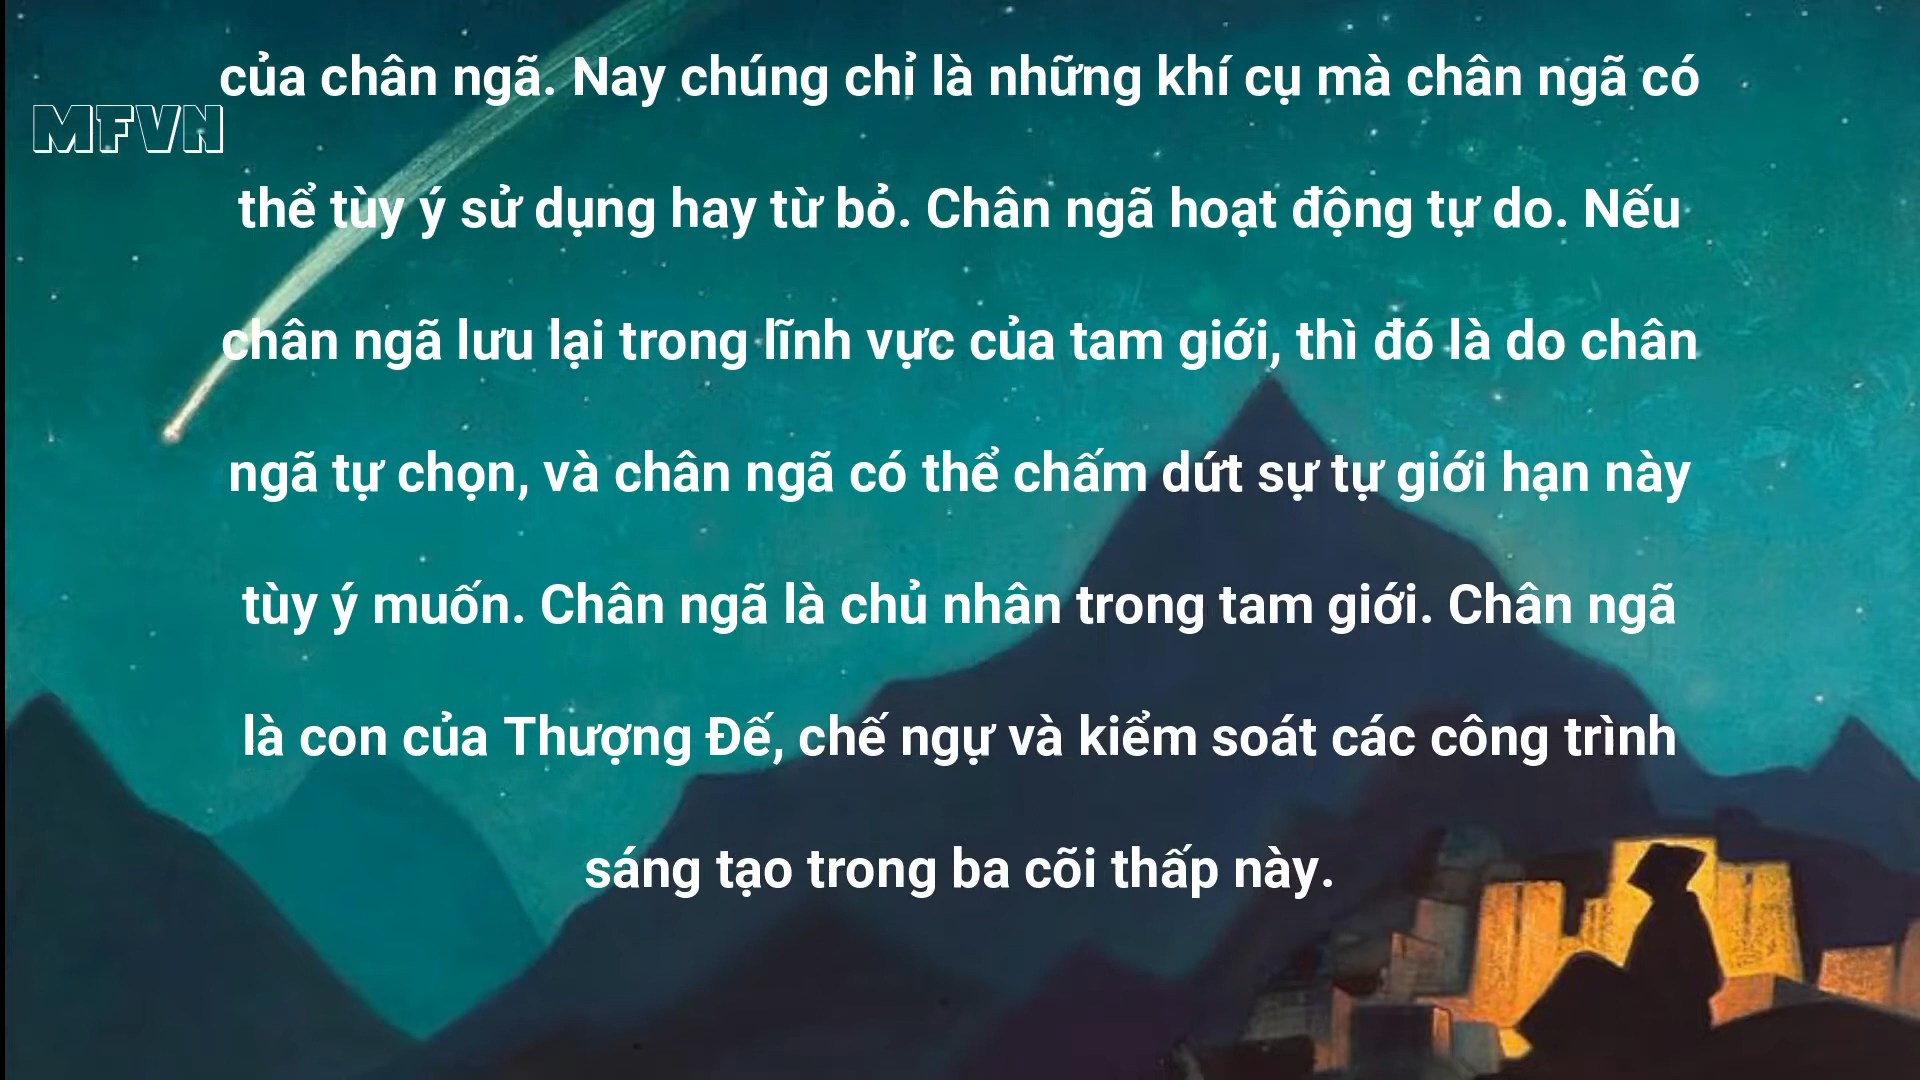 của chân ngã. Nay chúng chỉ là những khí cụ mà chân ngã có
MFVN
thể tùy ý sử dụng hay từ bỏ. Chân ngã hoạt động tự do. Nếu
chân ngã lưu lại trong lĩnh vực của tam giới, thì đó là do chân
ngã tự chọn, và chân ngã có thể chấm dứt sự tự giới hạn này
tùy ý muốn. Chân ngã là chủ nhân trong tam giới. Chân ngã
là con của Thượng Đế, chế ngự và kiểm soát các công trình
sáng tạo trong ba cõi thấp này.